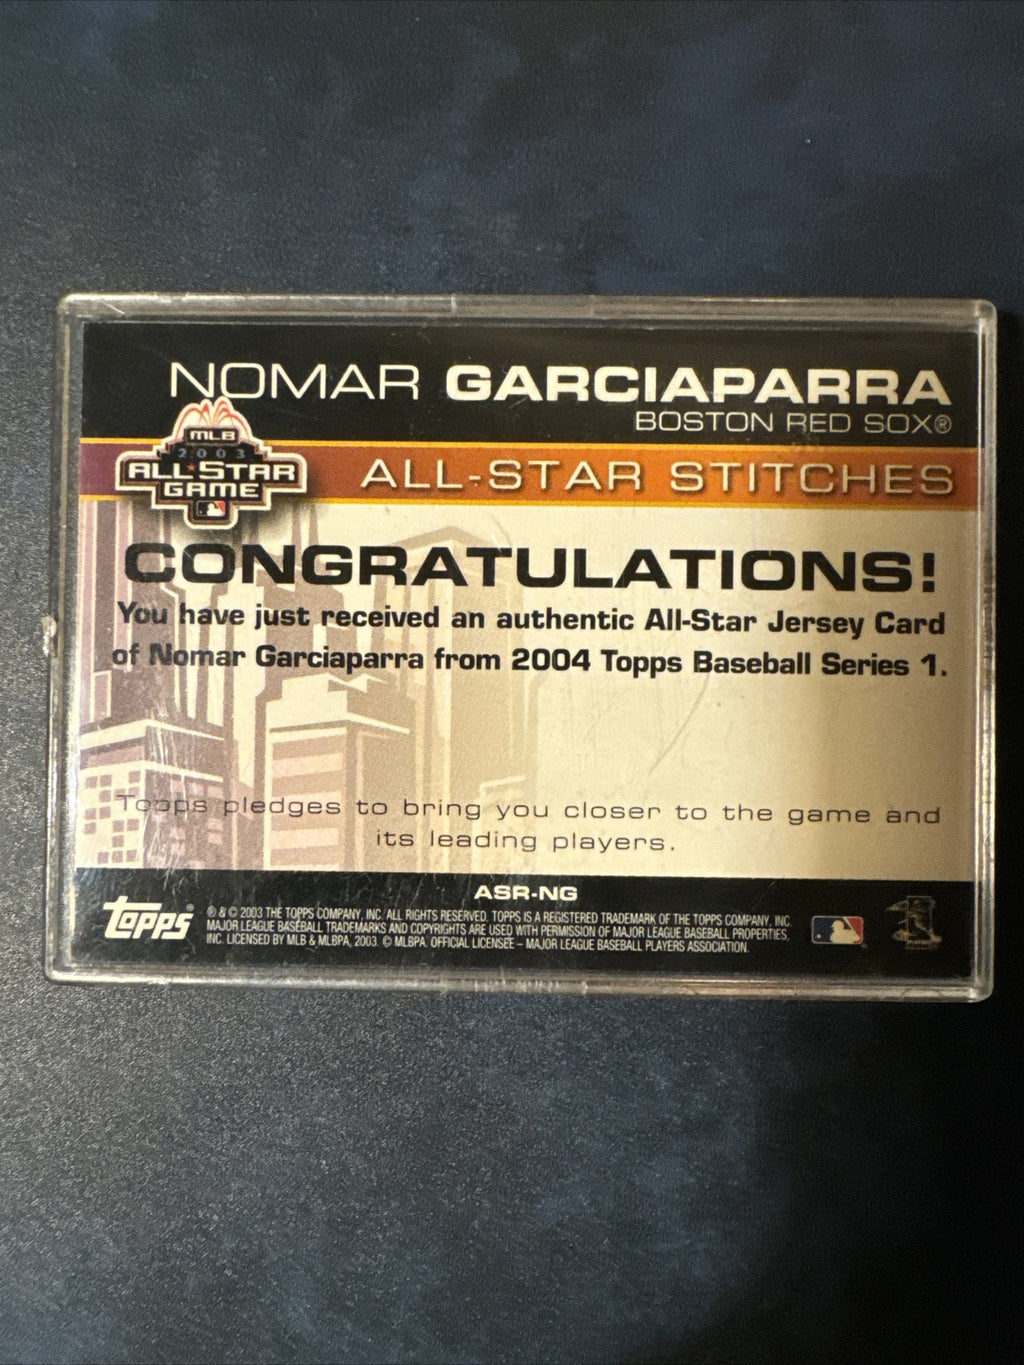 NOMAR GARCIAPARRA
BOSTON RED SOX®
MLB
2003
ALL★STAR
GAME
ALL-STAR STITCHES
CONGRATULATIONS!
You have just received an authentic All-Star Jersey Card
of Nomar Garciaparra from 2004 Topps Baseball Series 1.
Topps pledges to bring you closer to the game and
its leading players.
ASR-NG
Topps®
® & © 2003 THE TOPPS COMPANY, INC. ALL RIGHTS RESERVED. TOPPS IS A REGISTERED TRADEMARK OF THE TOPPS COMPANY, INC.
MAJOR LEAGUE BASEBALL TRADEMARKS AND COPYRIGHTS ARE USED WITH PERMISSION OF MAJOR LEAGUE BASEBALL PROPERTIES,
INC. LICENSED BY MLB & MLBPA, 2003. © MLBPA. OFFICIAL LICENSEE – MAJOR LEAGUE BASEBALL PLAYERS ASSOCIATION.